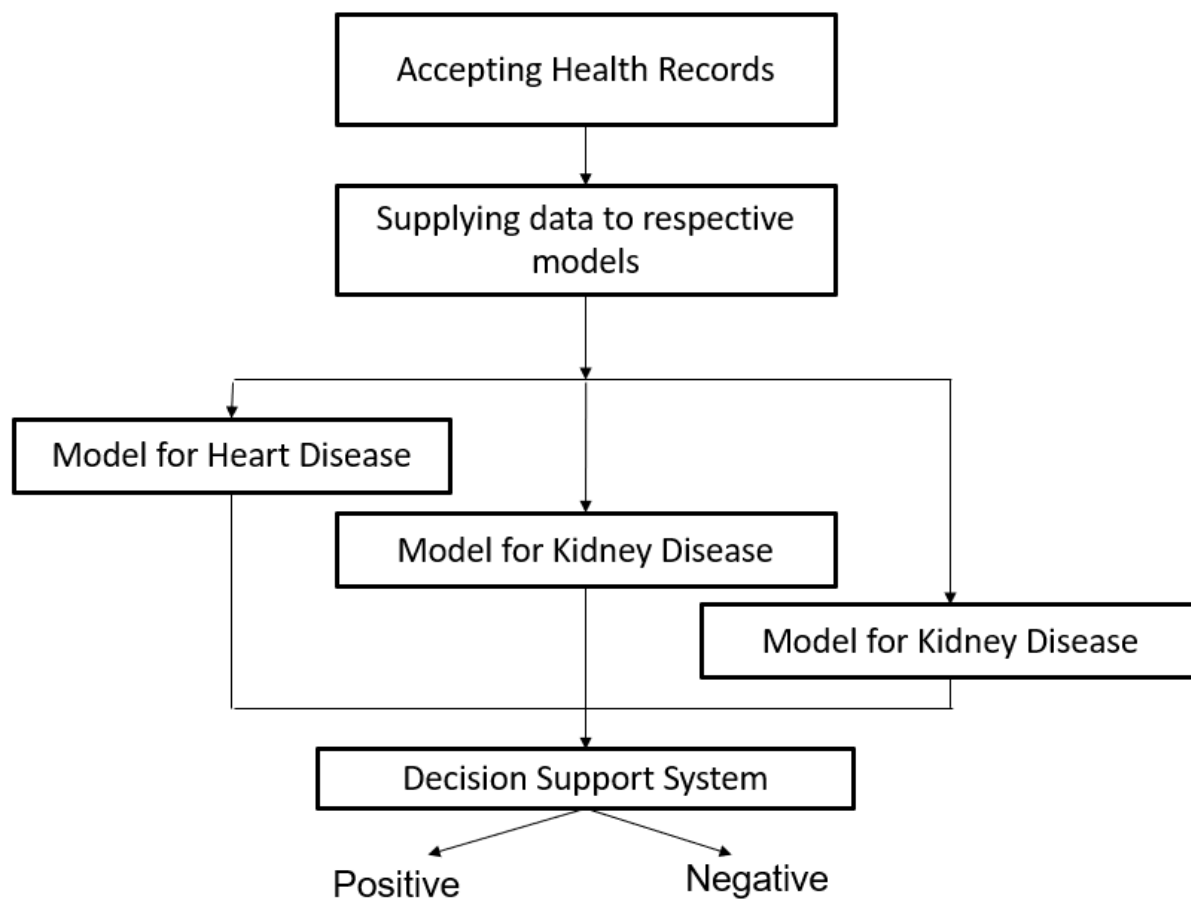 Accepting Health Records
Supplying data to respective
models
Model for Heart Disease
Model for Kidney Disease
Model for Kidney Disease
Decision Support System
Positive
Negative